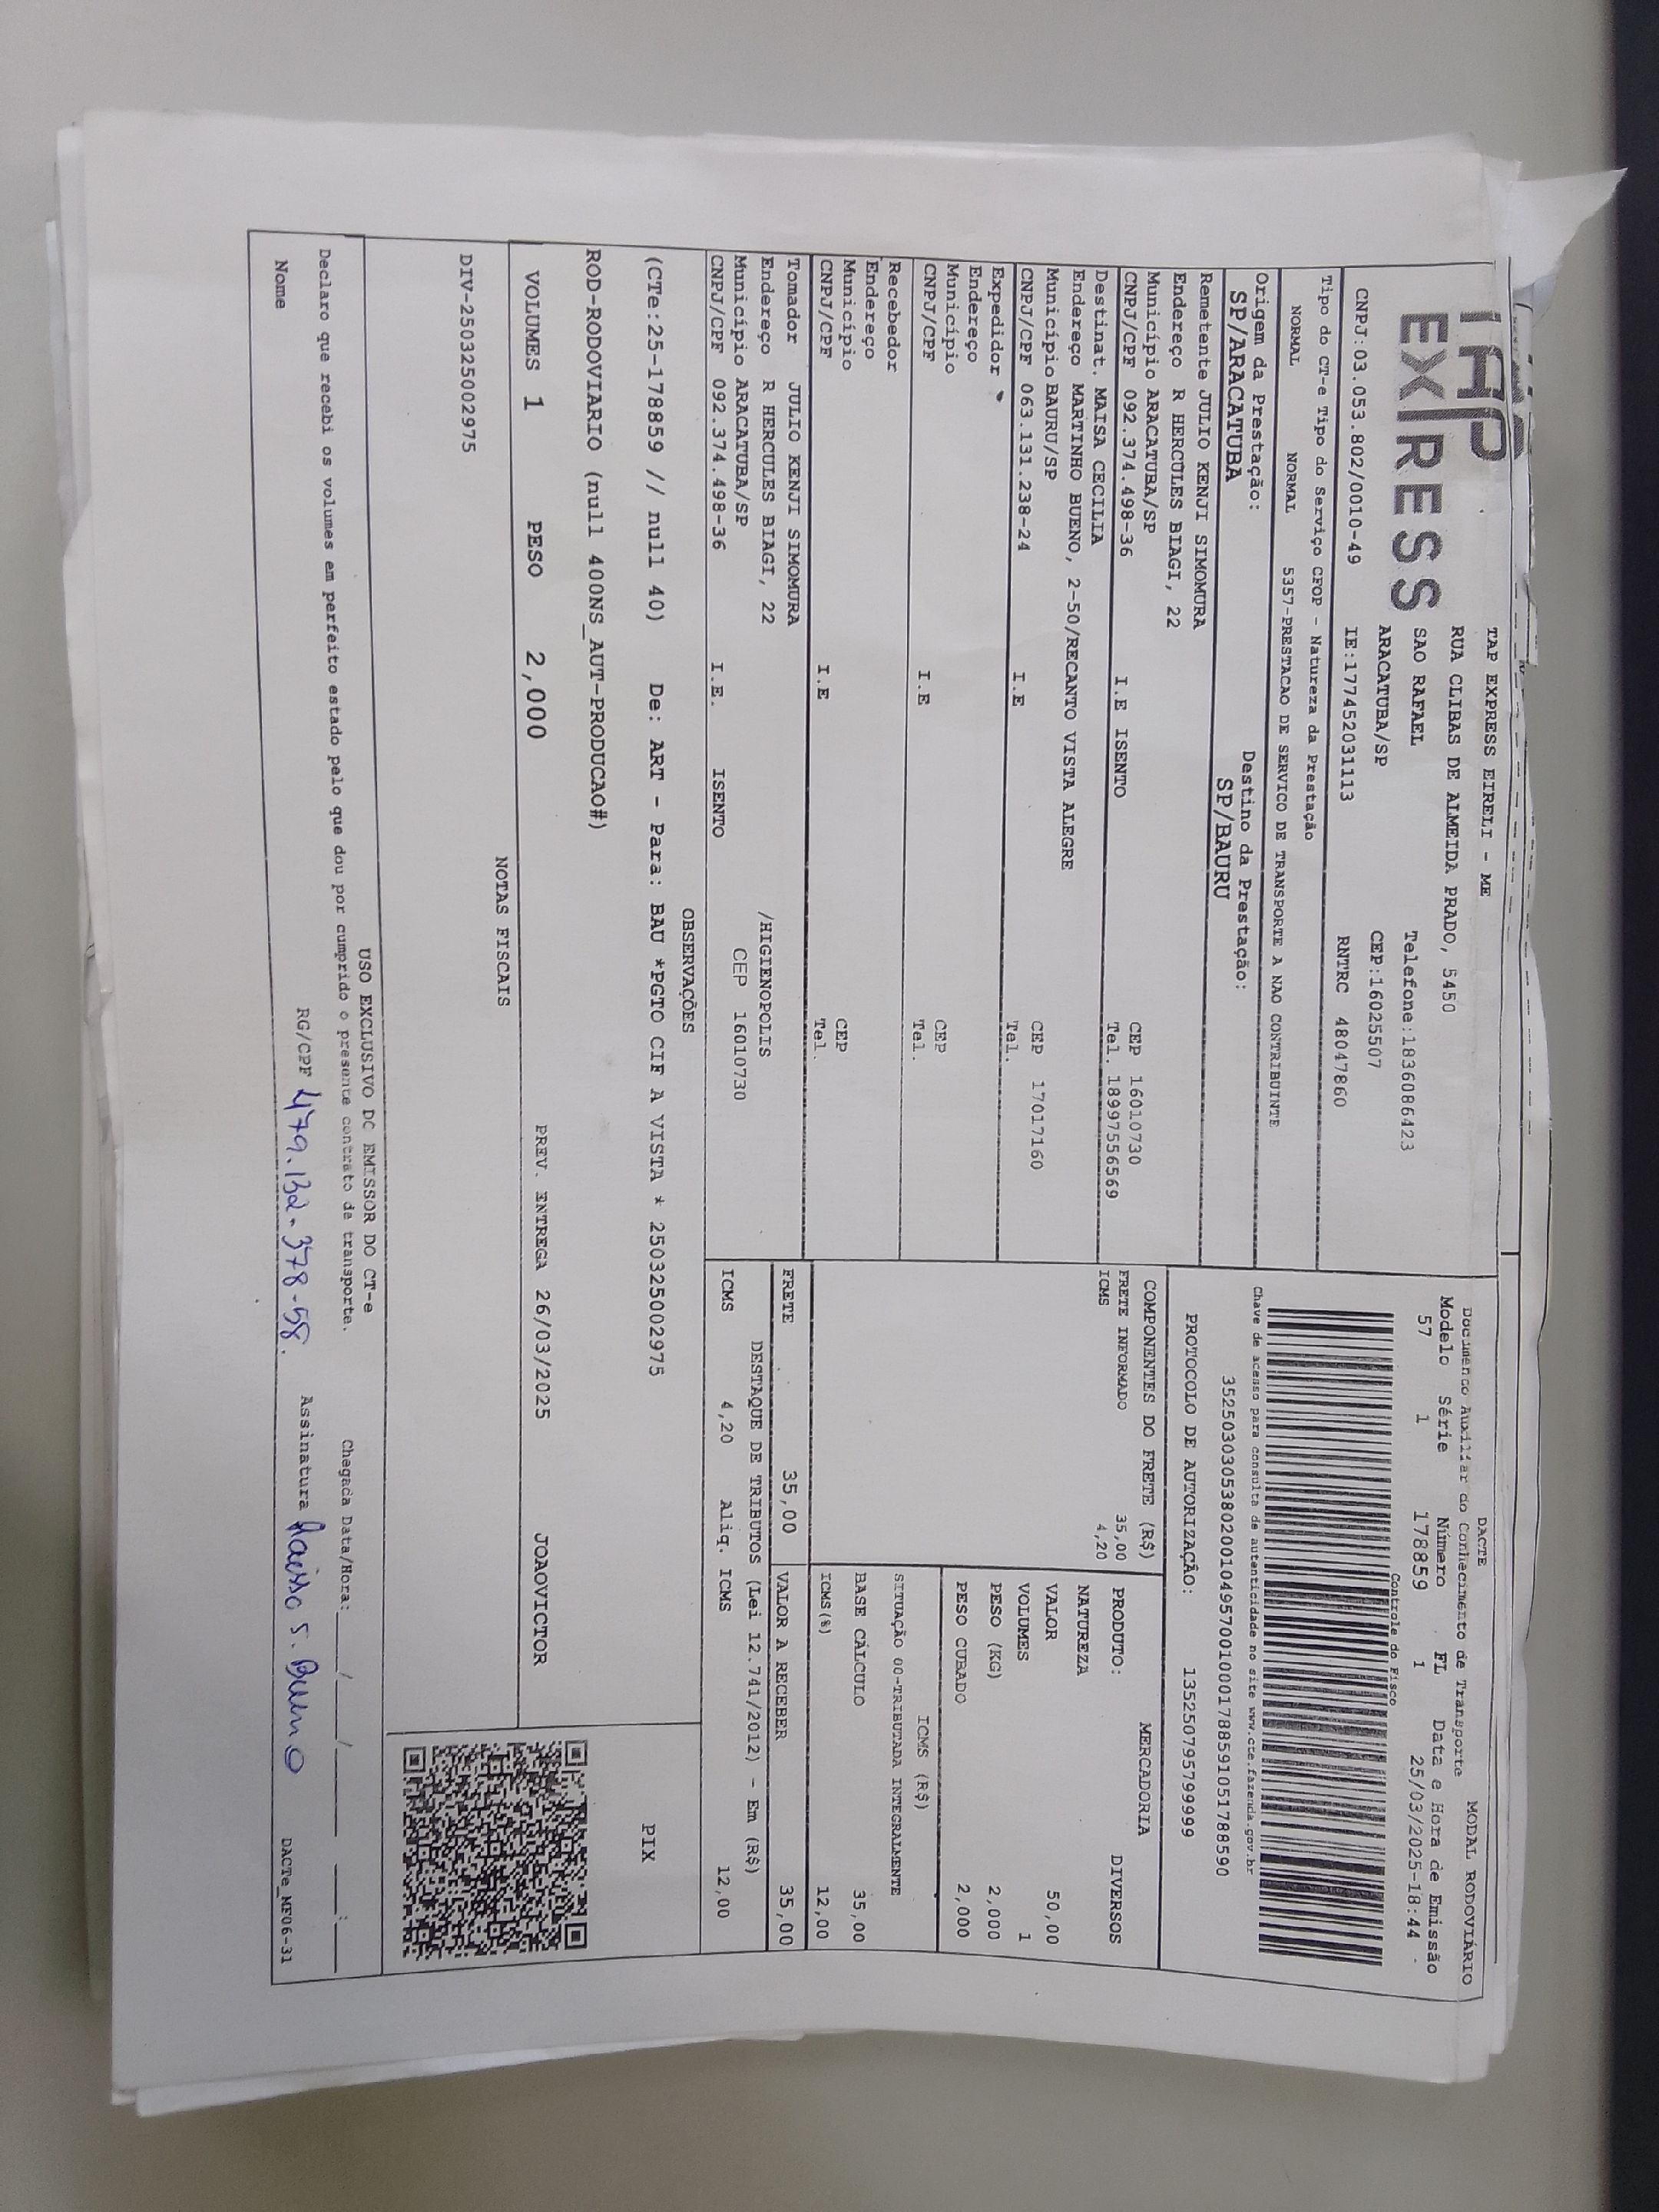 TAP
EXPRESS
TAP EXPRESS EIRELI - ME
RUA CLIBAS DE ALMEIDA PRADO, 5450
SAO RAFAEL Telefone:1836086423
ARACATUBA/SP CEP:16025507
CNPJ:03.053.802/0010-49 IE:177452031113 RNTRC 48047860
Tipo do CT-e Tipo do Serviço CFOP - Natureza da Prestação
NORMAL NORMAL 5357-PRESTACAO DE SERVICO DE TRANSPORTE A NAO CONTRIBUINTE
Origem da Prestação: Destino da Prestação:
SP/ARACATUBA SP/BAURU
DACTE MODAL RODOVIÁRIO
Documento Auxiliar do Conhecimento de Transporte
Modelo Série Número FL Data e Hora de Emissão
57 1 178859 1 25/03/2025-18:44
Controle do Fisco
Chave de acesso para consulta de autenticidade no site www.cte.fazenda.gov.br
35250303053802001049570010001788591051788590
PROTOCOLO DE AUTORIZAÇÃO: 135250795799999
Remetente JULIO KENJI SIMOMURA
Endereço R HERCULES BIAGI, 22
Município ARACATUBA/SP CEP 16010730
CNPJ/CPF 092.374.498-36 I.E ISENTO Tel. 18997556569
Destinat. MAISA CECILIA
Endereço MARTINHO BUENO, 2-50/RECANTO VISTA ALEGRE
Município BAURU/SP CEP 17017160
CNPJ/CPF 063.131.238-24 I.E Tel.
Expedidor
Endereço
Município CEP
CNPJ/CPF I.E Tel.
Recebedor
Endereço
Município CEP
CNPJ/CPF I.E Tel.
Tomador JULIO KENJI SIMOMURA
Endereço R HERCULES BIAGI, 22 /HIGIENOPOLIS
Município ARACATUBA/SP CEP 16010730
CNPJ/CPF 092.374.498-36 I.E. ISENTO
COMPONENTES DO FRETE (R$)
FRETE INFORMADO 35,00
ICMS 4,20
MERCADORIA
PRODUTO: DIVERSOS
NATUREZA
VALOR 50,00
VOLUMES 1
PESO (KG) 2,000
PESO CUBADO 2,000
ICMS (R$)
SITUAÇÃO 00-TRIBUTADA INTEGRALMENTE
BASE CÁLCULO 35,00
ICMS(%) 12,00
FRETE 35,00 VALOR A RECEBER 35,00
DESTAQUE DE TRIBUTOS (Lei 12.741/2012) - Em (R$)
ICMS 4,20 Aliq. ICMS 12,00
OBSERVAÇÕES
(CTe:25-178859 // null 40) De: ART - Para: BAU *PGTO CIF A VISTA * 250325002975
ROD-RODOVIARIO (null 400NS_AUT-PRODUCAO#)
PIX
VOLUMES 1 PESO 2,000 PREV. ENTREGA 26/03/2025 JOAOVICTOR
NOTAS FISCAIS
DIV-250325002975
USO EXCLUSIVO DO EMISSOR DO CT-e
Declaro que recebi os volumes em perfeito estado pelo que dou por cumprido o presente contrato de transporte. Chegada Data/Hora:____/____/____ ____:____
Nome RG/CPF 479.132.378-58. Assinatura S. Bueno DACTe_MF06-31